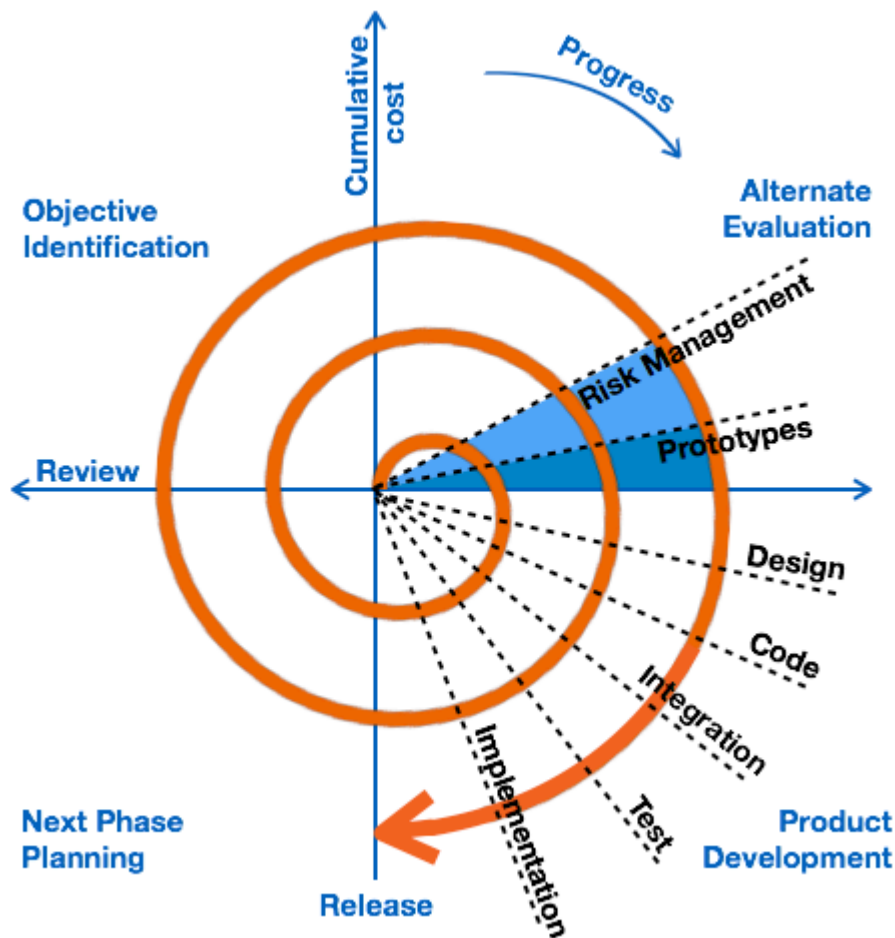 Cumulative
cost
Progress
Objective
Identification
Alternate
Evaluation
Risk Management
Prototypes
Review
Design
Code
Integration
Test
Implementation
Next Phase
Planning
Product
Development
Release